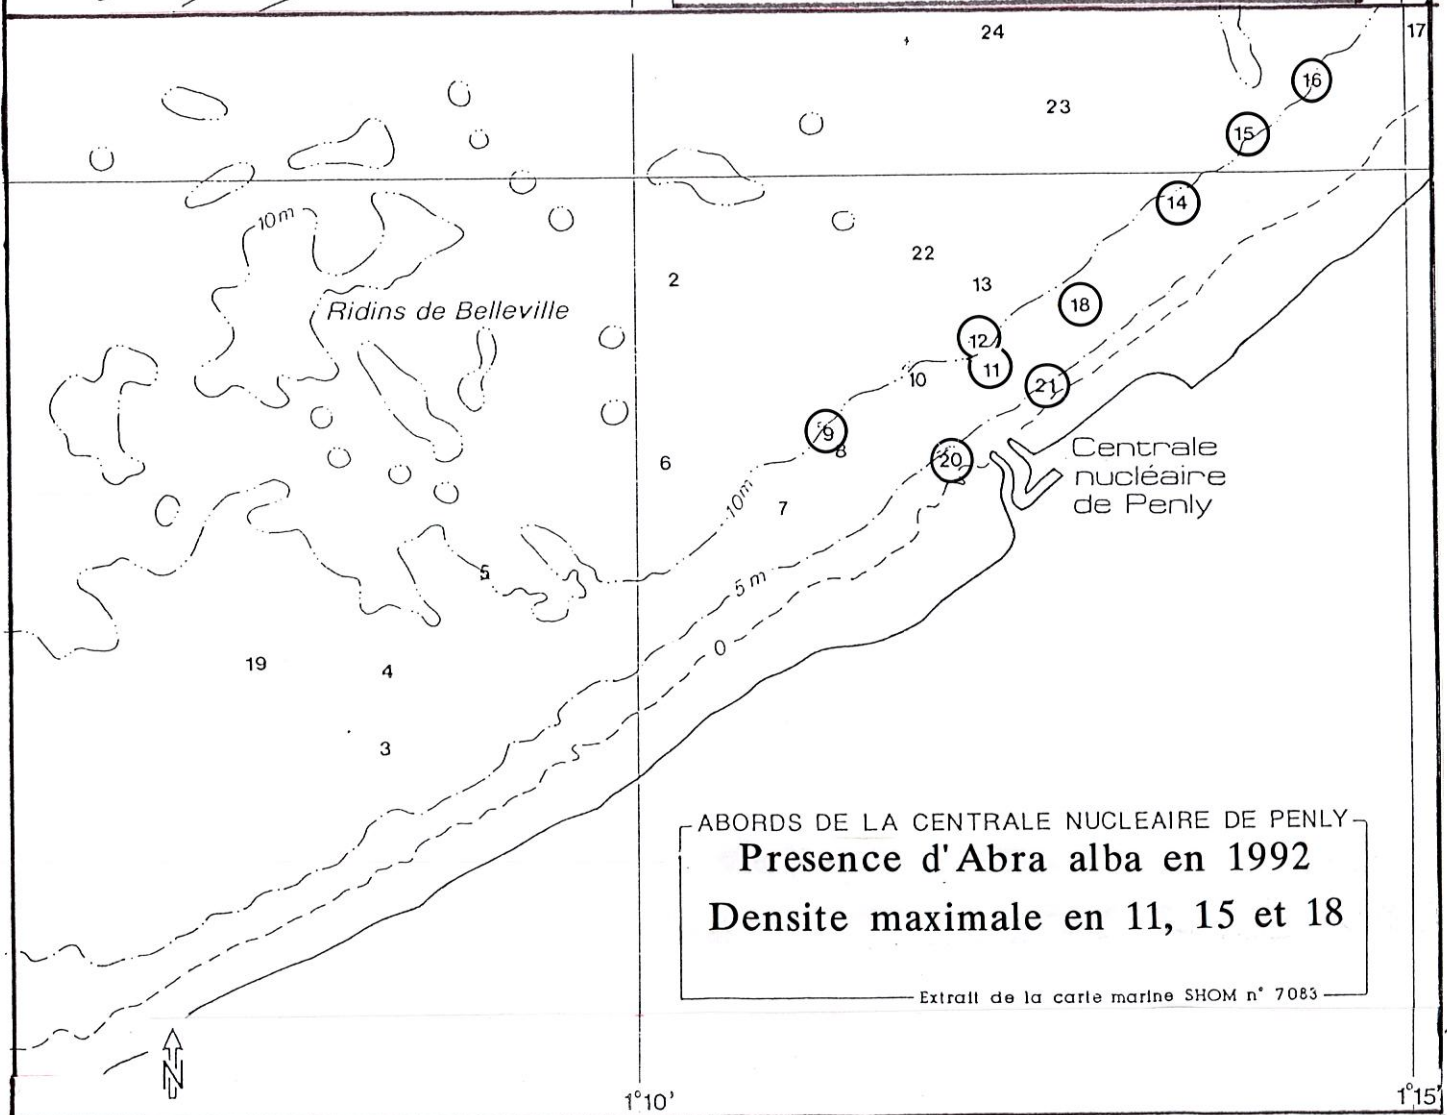 24
17
16
23
15
14
10m
22
2
13
Ridins de Belleville
18
12
11
10
21
9
8
Centrale
nucléaire
de Penly
20
6
10m
7
5
5m
0
19
4
3
ABORDS DE LA CENTRALE NUCLEAIRE DE PENLY
Presence d'Abra alba en 1992
Densite maximale en 11, 15 et 18
Extrait de la carte marine SHOM n° 7083
N
1°10'
1°15'